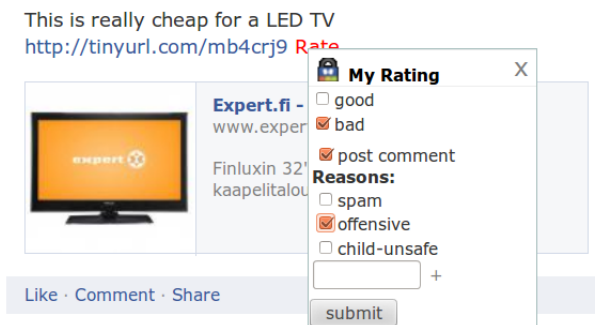 This is really cheap for a LED TV
http://tinyurl.com/mb4crj9 Rate
My Rating X
good
bad
post comment
Reasons:
spam
offensive
child-unsafe
+
submit
expert
Expert.fi -
www.exper
Finluxin 32"
kaapelitalou
Like · Comment · Share